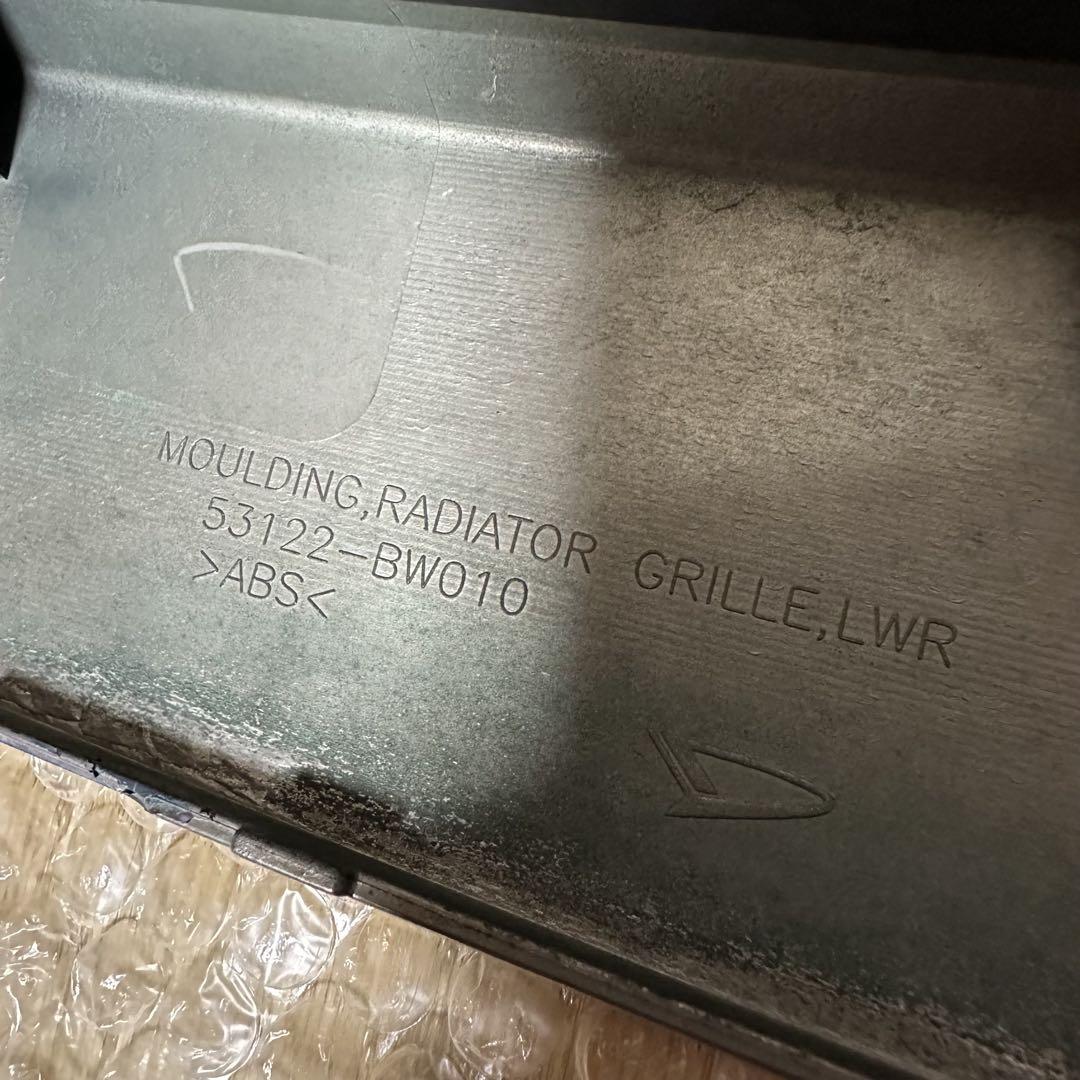 MOULDING,RADIATOR GRILLE,LWR
53122-BW010
>ABS<